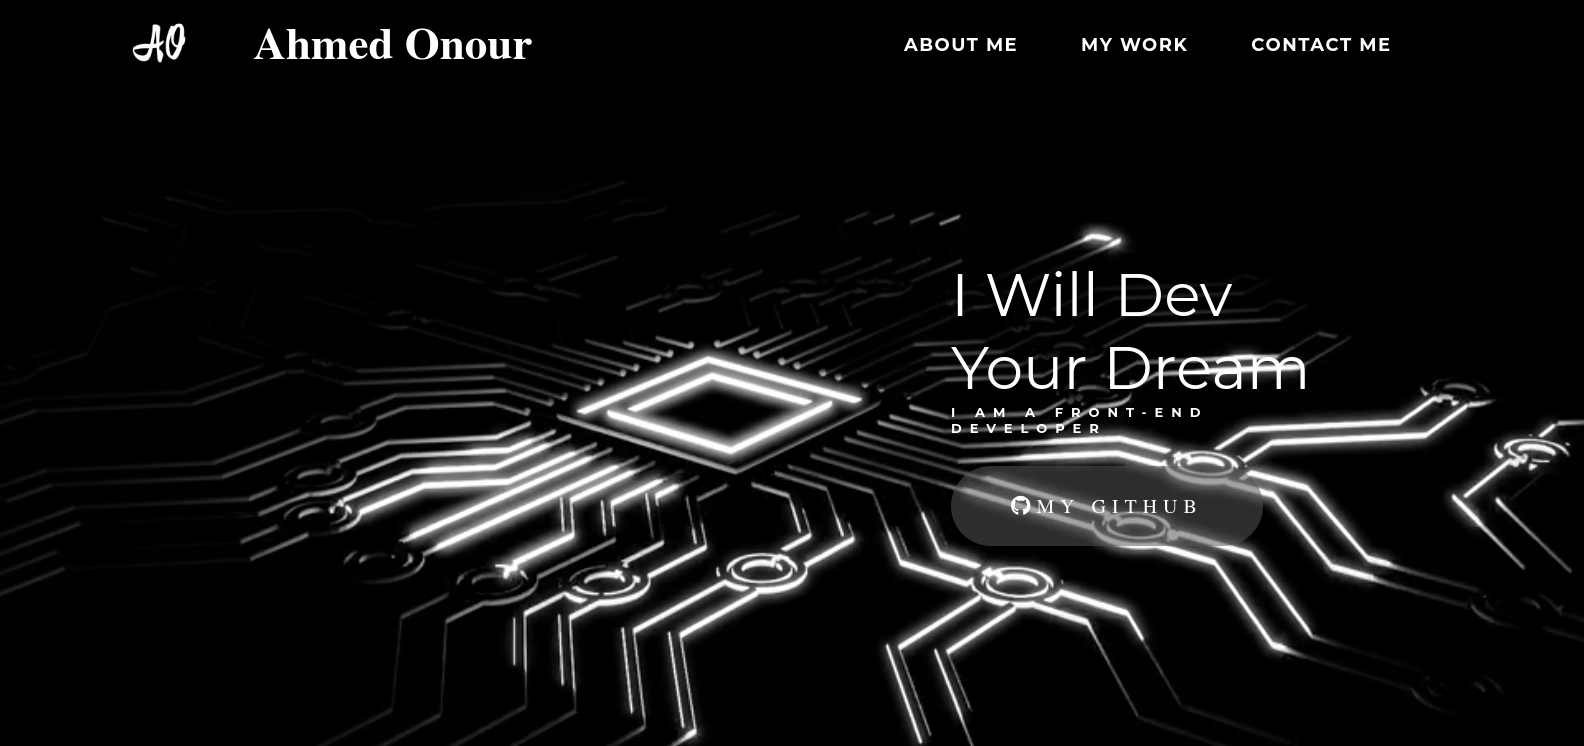 AO
Ahmed Onour
ABOUT ME
MY WORK
CONTACT ME
I Will Dev
Your Dream
I AM A FRONT-END
DEVELOPER
MY GITHUB